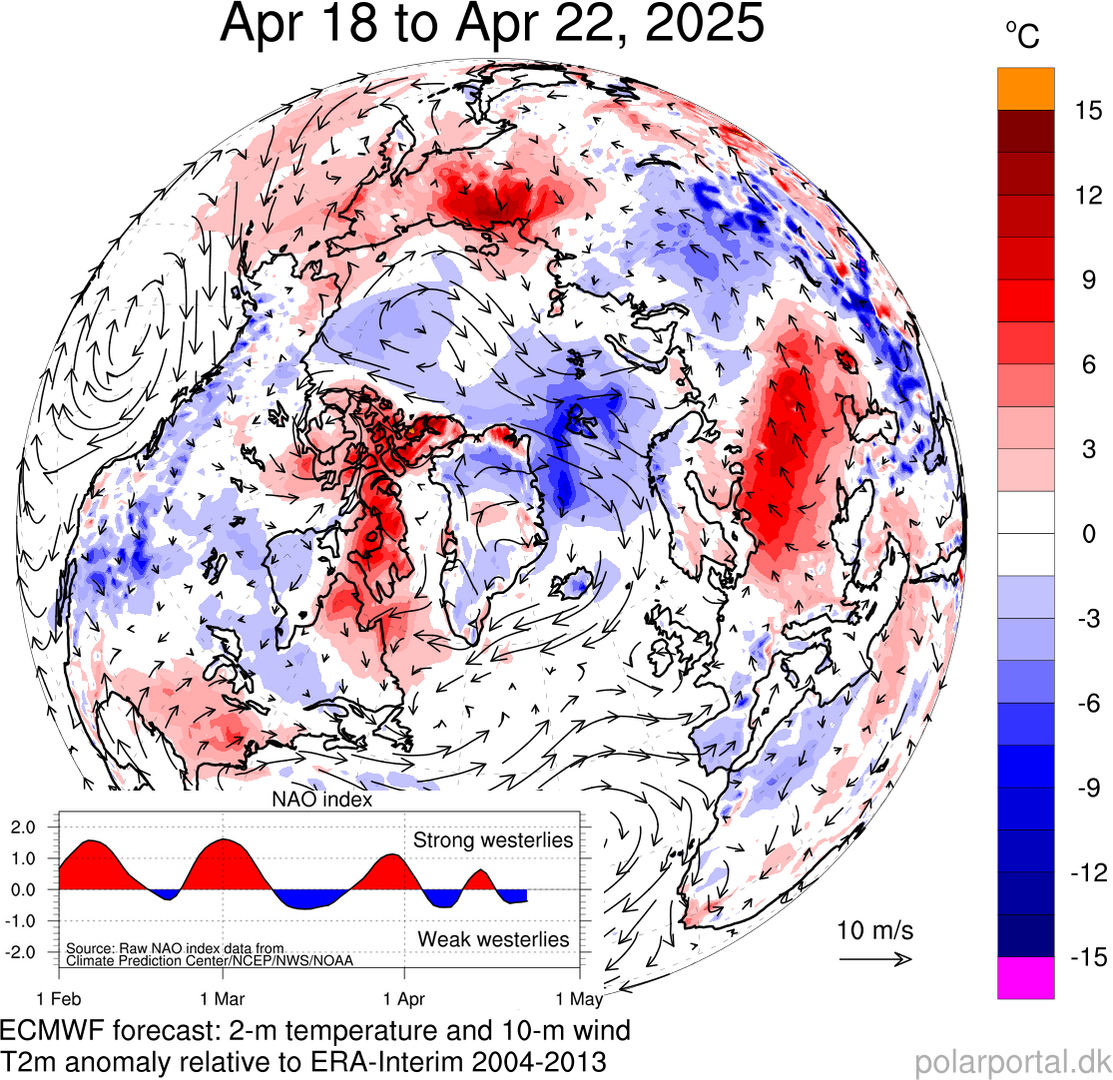 Apr 18 to Apr 22, 2025
°C
15
12
9
6
3
0
-3
-6
-9
-12
-15
10 m/s
NAO index
2.0
1.0
0.0
-1.0
-2.0
Strong westerlies
Weak westerlies
Source: Raw NAO index data from
Climate Prediction Center/NCEP/NWS/NOAA
1 Feb
1 Mar
1 Apr
1 May
ECMWF forecast: 2-m temperature and 10-m wind
T2m anomaly relative to ERA-Interim 2004-2013
polarportal.dk